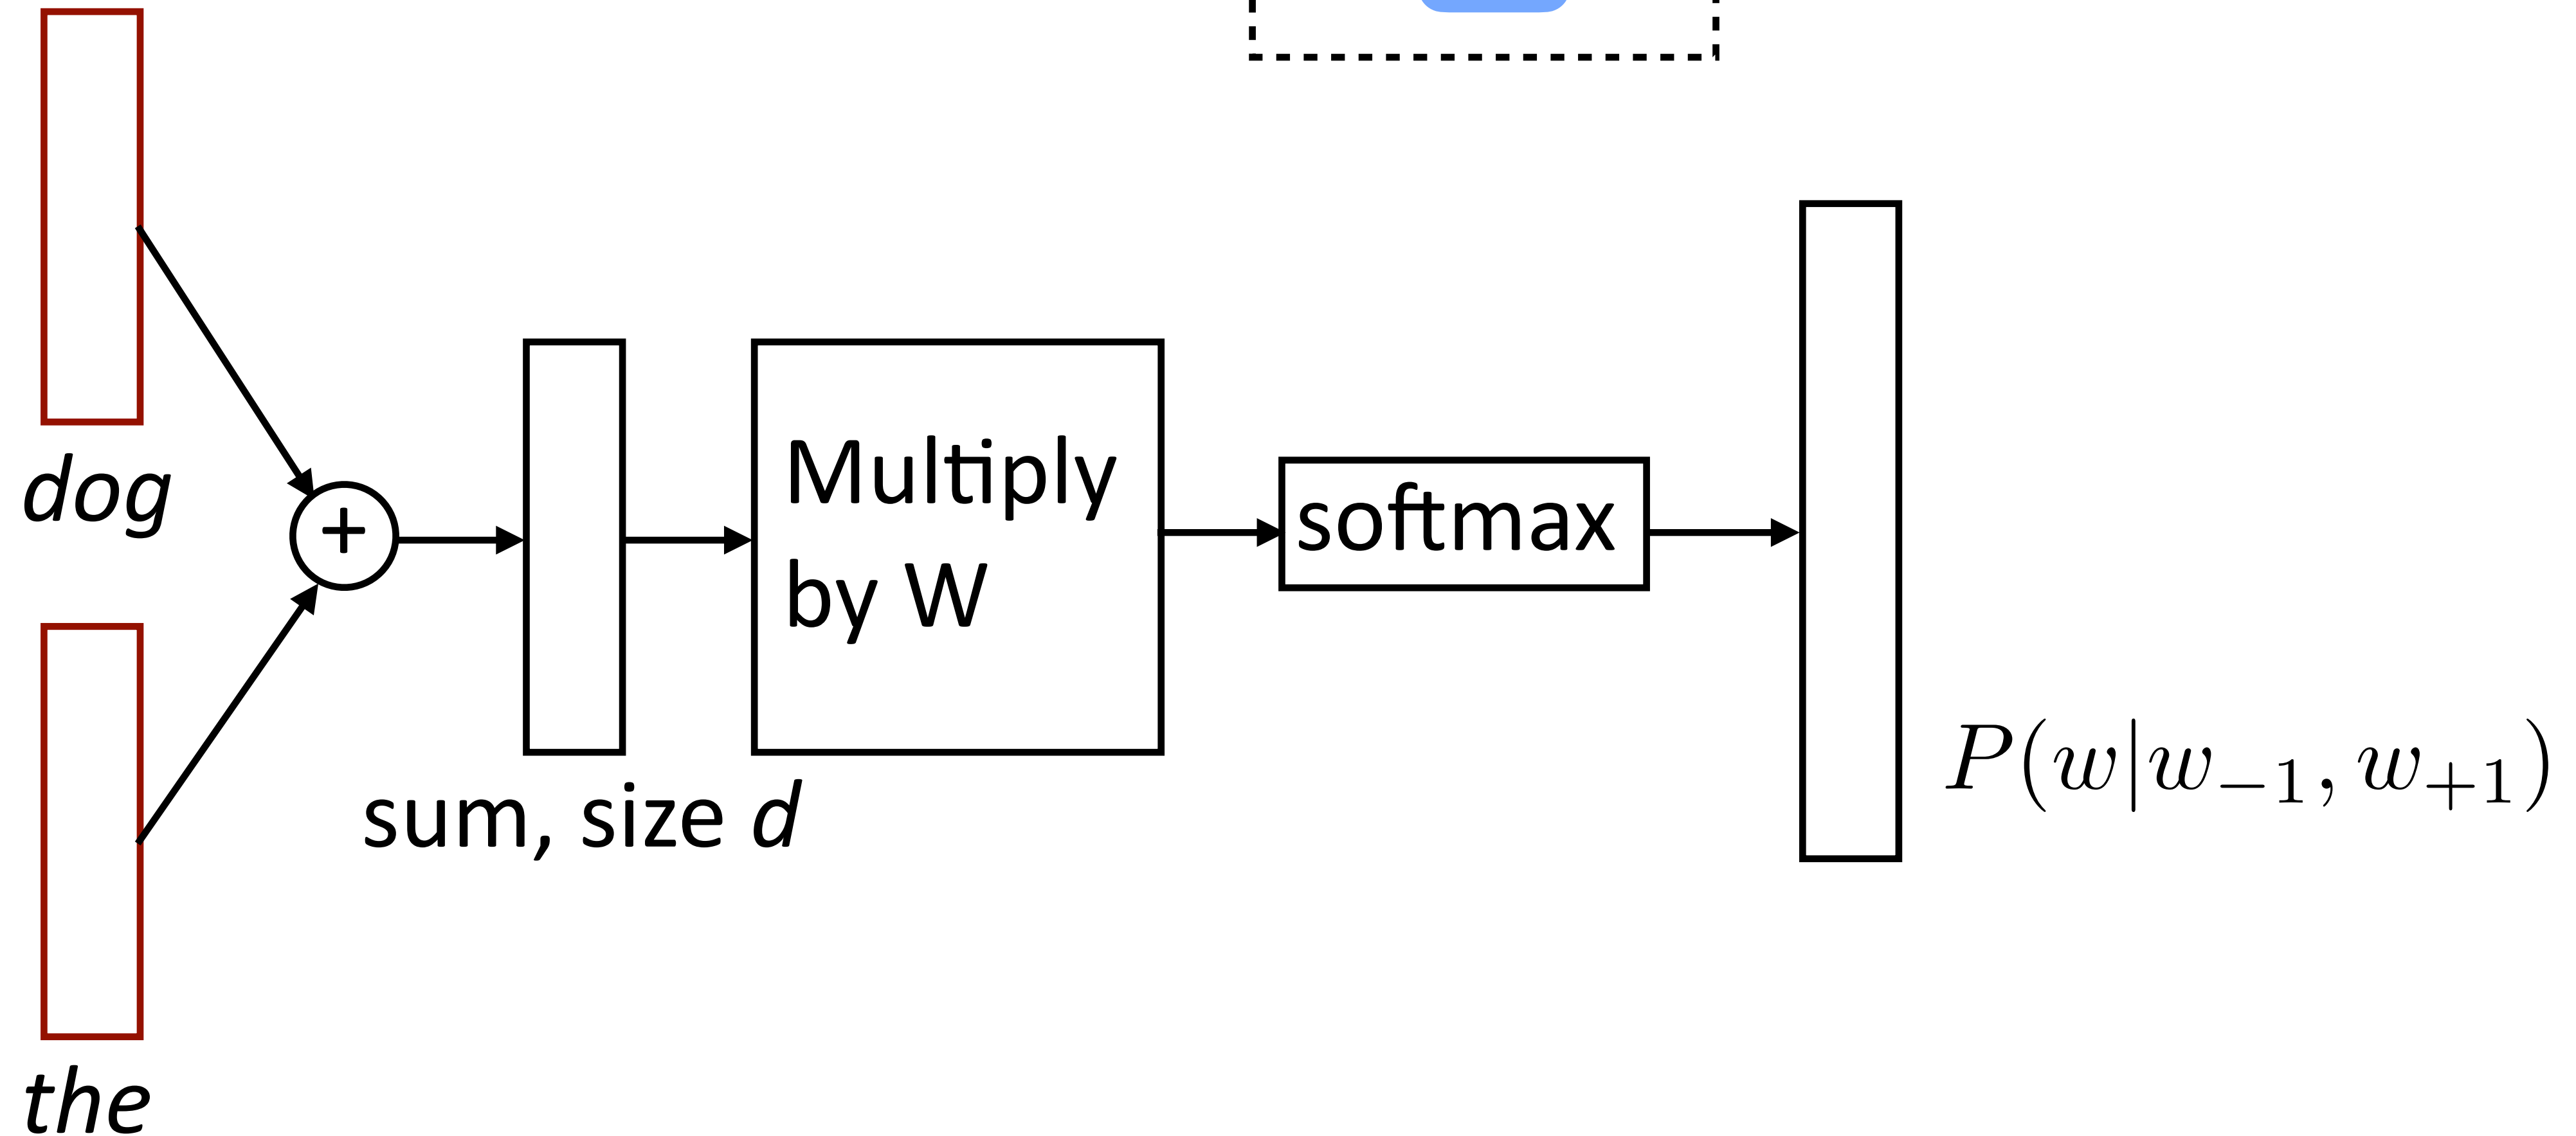 dog
+
Multiply
by W
softmax
sum, size d
P(w|w₋₁, w₊₁)
the